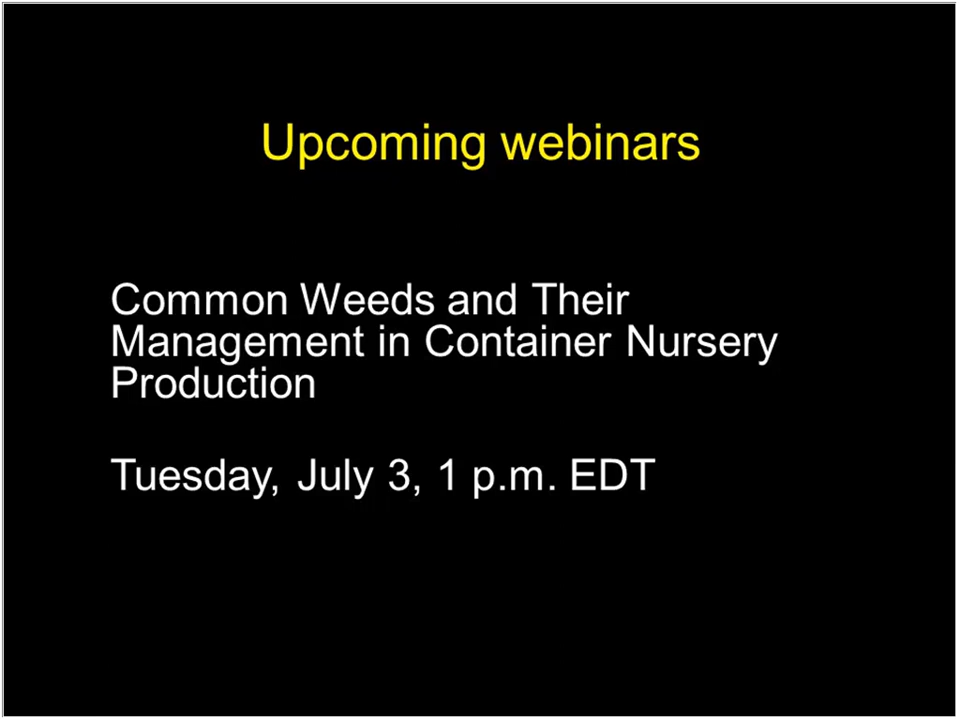 Upcoming webinars
Common Weeds and Their
Management in Container Nursery
Production
Tuesday, July 3, 1 p.m. EDT